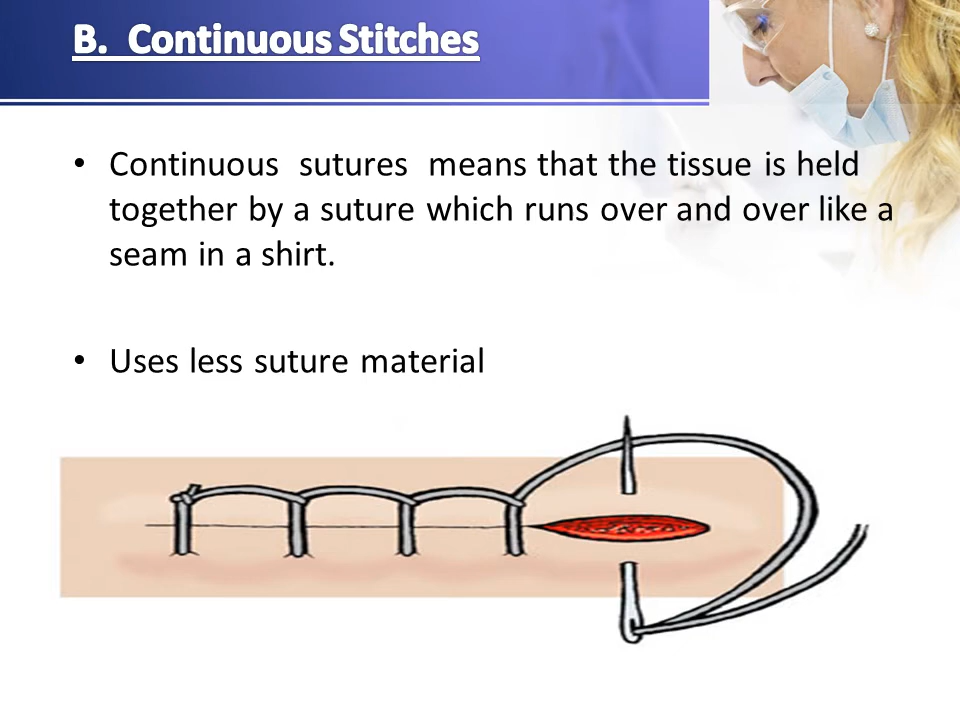 B. Continuous Stitches
• Continuous sutures means that the tissue is held
together by a suture which runs over and over like a
seam in a shirt.
• Uses less suture material